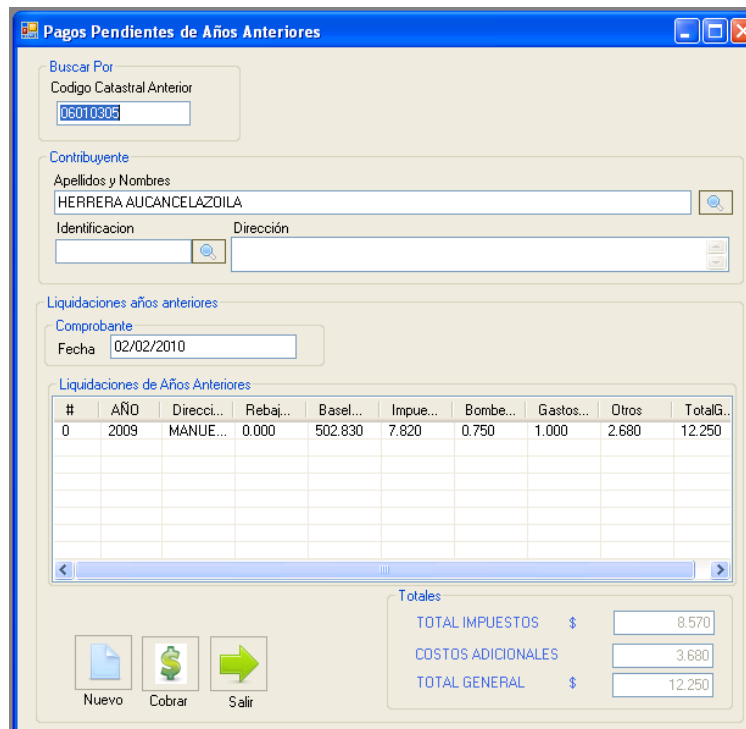 Pagos Pendientes de Años Anteriores
Buscar Por
Codigo Catastral Anterior
06010305
Contribuyente
Apellidos y Nombres
HERRERA AUCANCELAZOILA
Identificacion Dirección
Liquidaciones años anteriores
Comprobante
Fecha 02/02/2010
Liquidaciones de Años Anteriores
# AÑO Direcci... Rebaj... BaseI... Impue... Bombe... Gastos... Otros TotalG..
0 2009 MANUE... 0.000 502.830 7.820 0.750 1.000 2.680 12.250
Totales
TOTAL IMPUESTOS $ 8.570
COSTOS ADICIONALES 3.680
TOTAL GENERAL $ 12.250
Nuevo Cobrar Salir